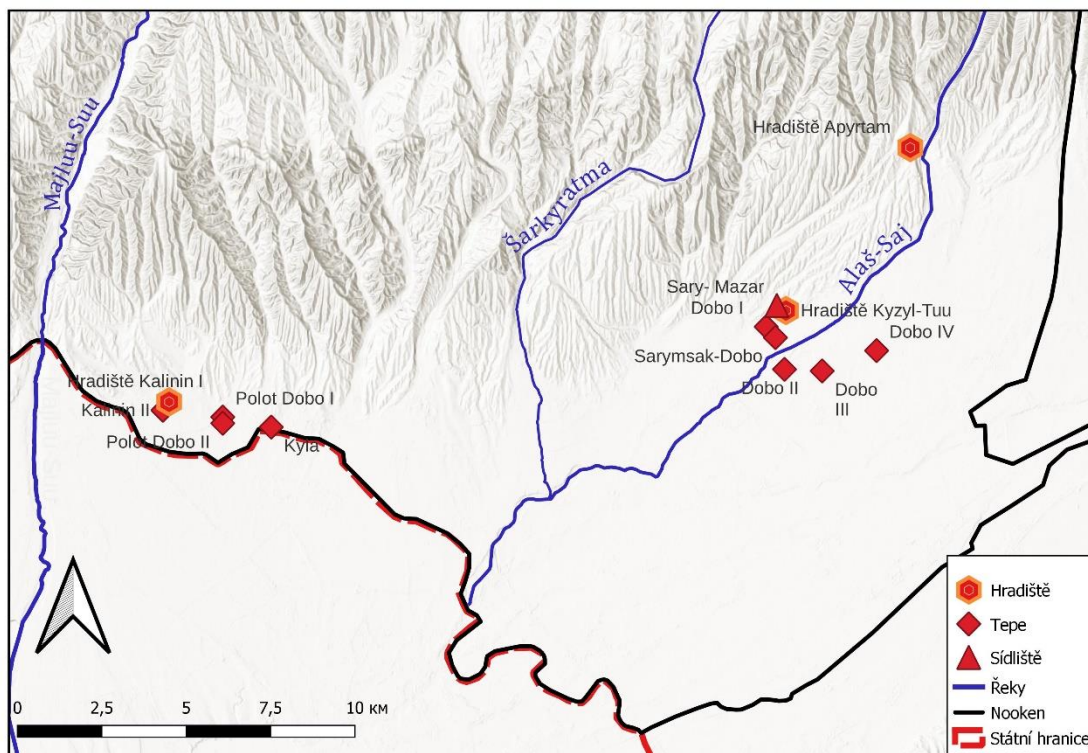 Majluu-Suu
Šarkyratma
Alaš-Saj
Hradiště Apyrtam
Sary- Mazar
Dobo I
Hradiště Kyzyl-Tuu
Dobo IV
Sarymsak-Dobo
Dobo II
Dobo
III
Hradiště Kalinin I
Kalinin II
Polot Dobo I
Polot Dobo II
Kyla
0 2,5 5 7,5 10 км
Hradiště
Tepe
Sídliště
Řeky
Nooken
Státní hranice